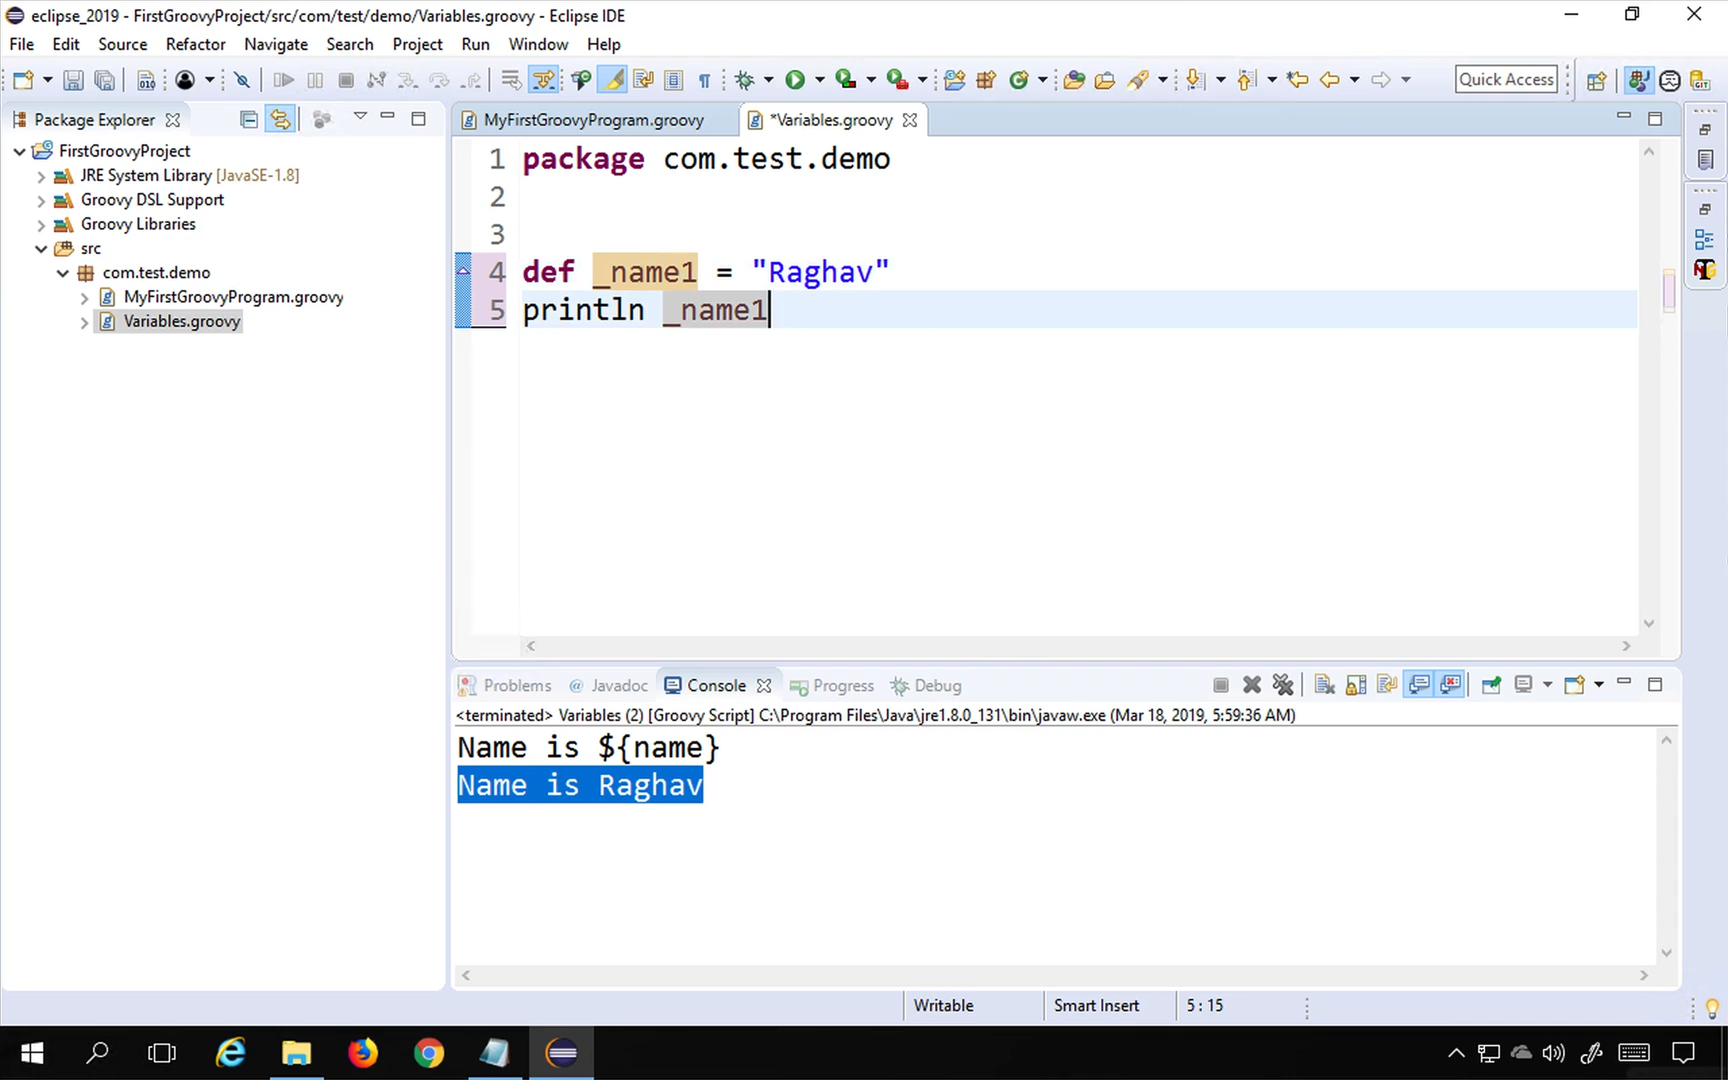 eclipse_2019 - FirstGroovyProject/src/com/test/demo/Variables.groovy - Eclipse IDE
File Edit Source Refactor Navigate Search Project Run Window Help
Quick Access
Package Explorer
MyFirstGroovyProgram.groovy *Variables.groovy
FirstGroovyProject
JRE System Library [JavaSE-1.8]
Groovy DSL Support
Groovy Libraries
src
com.test.demo
MyFirstGroovyProgram.groovy
Variables.groovy
1 package com.test.demo
2
3
4 def _name1 = "Raghav"
5 println _name1
Problems @ Javadoc Console Progress Debug
<terminated> Variables (2) [Groovy Script] C:\Program Files\Java\jre1.8.0_131\bin\javaw.exe (Mar 18, 2019, 5:59:36 AM)
Name is ${name}
Name is Raghav
Writable Smart Insert 5 : 15